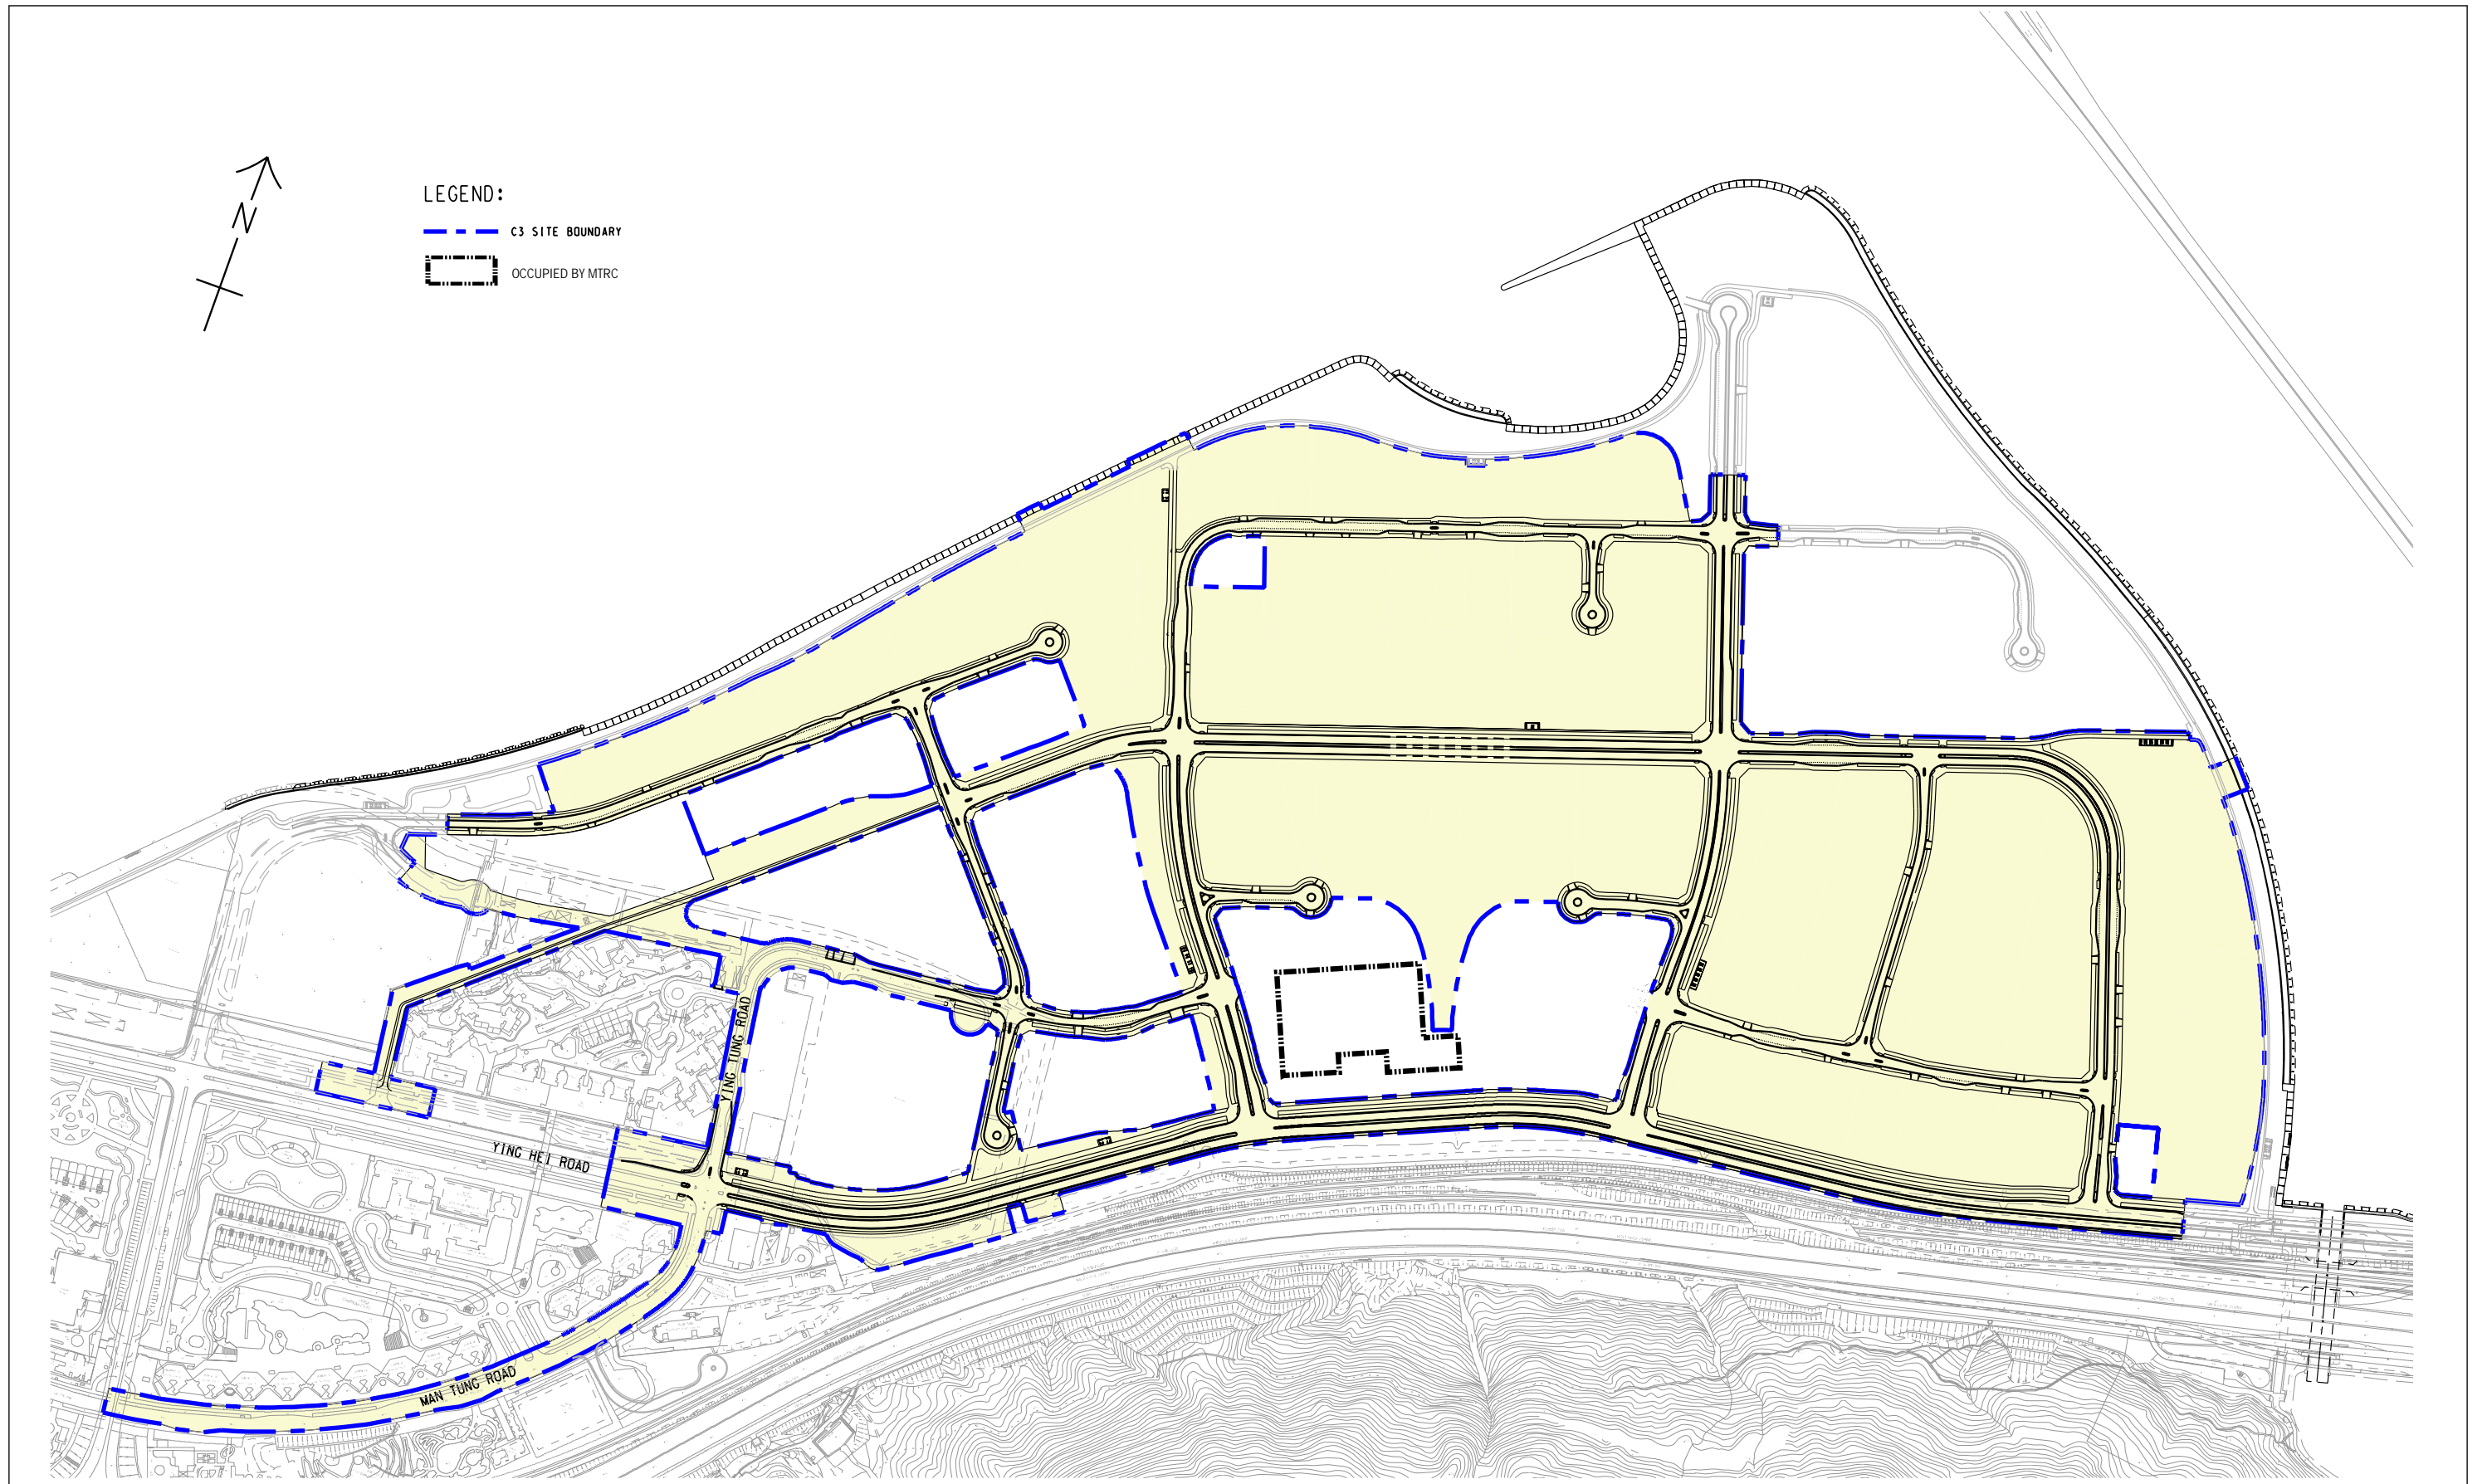 N
LEGEND:
C3 SITE BOUNDARY
OCCUPIED BY MTRC
YING TUNG ROAD
YING HEI ROAD
MAN TUNG ROAD